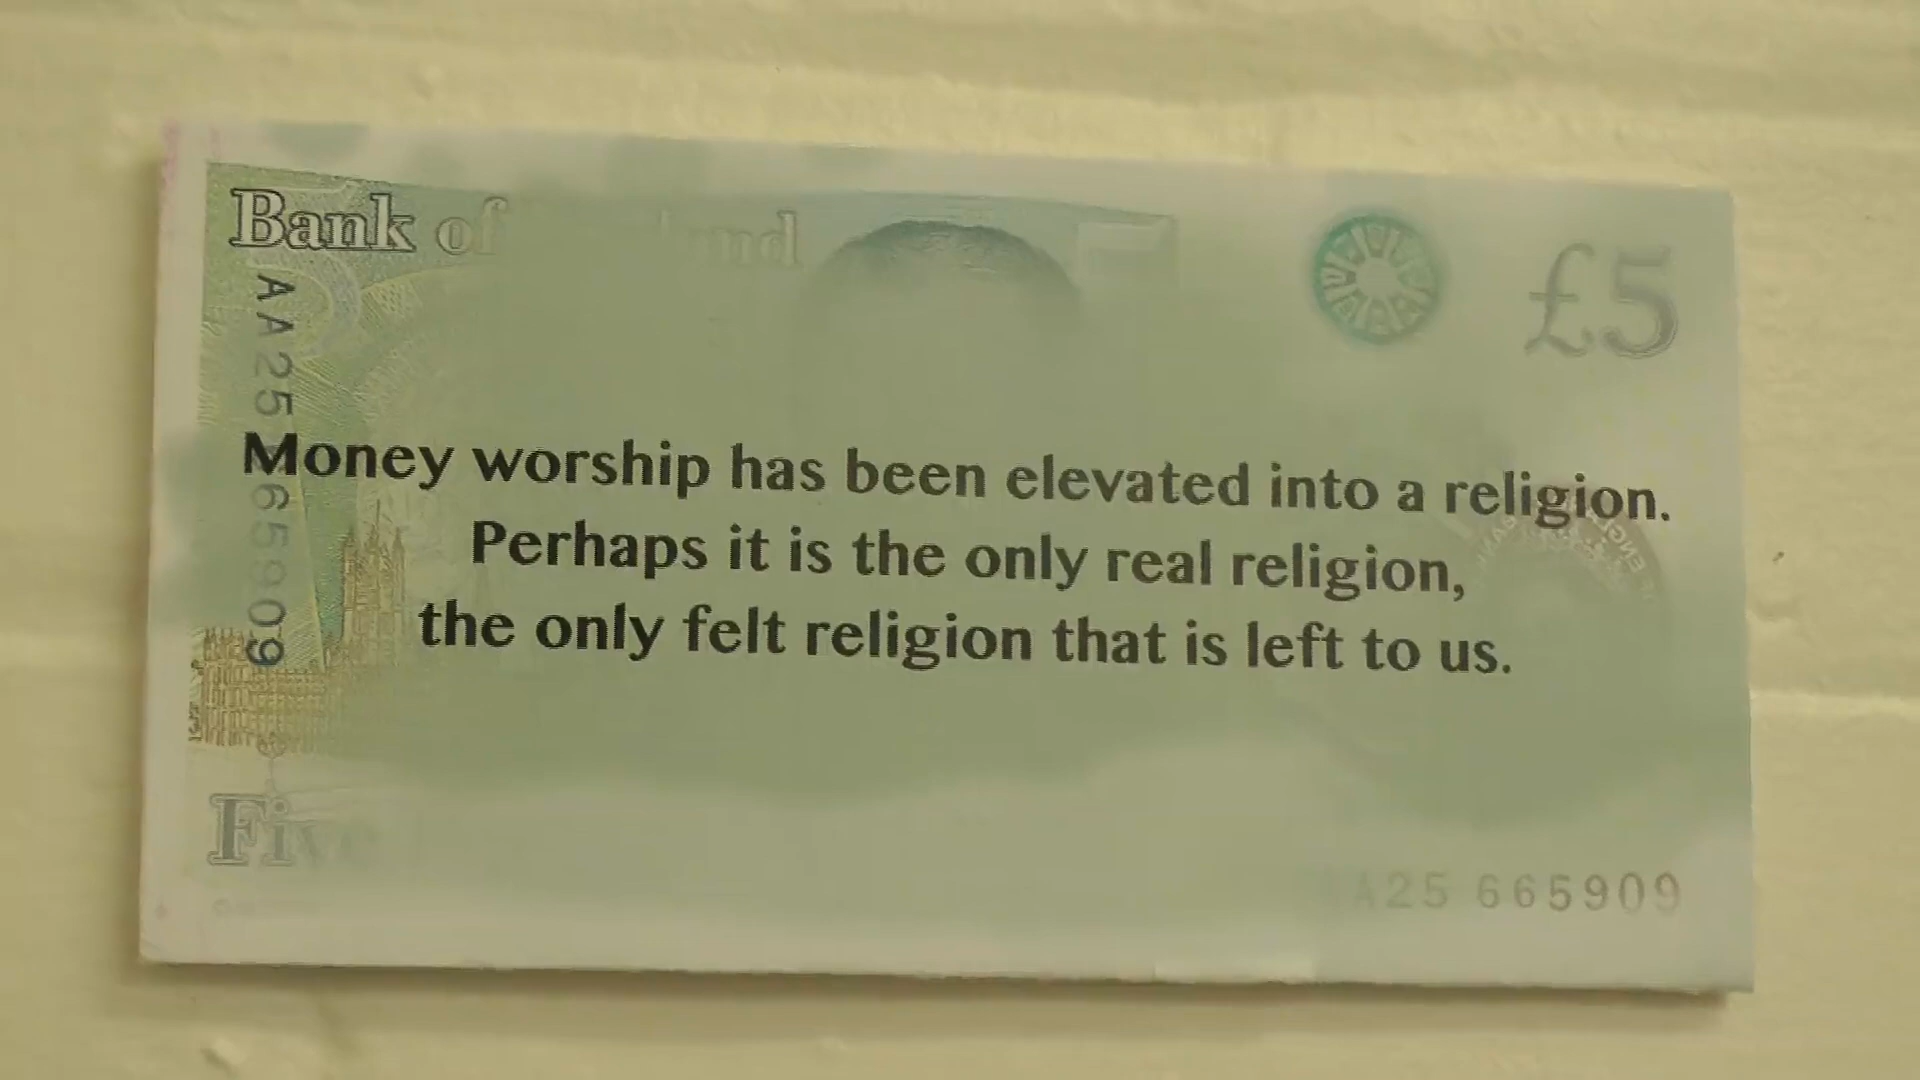 Bank of
£5
AA25 665909
Money worship has been elevated into a religion.
Perhaps it is the only real religion,
the only felt religion that is left to us.
Five
A25 665909